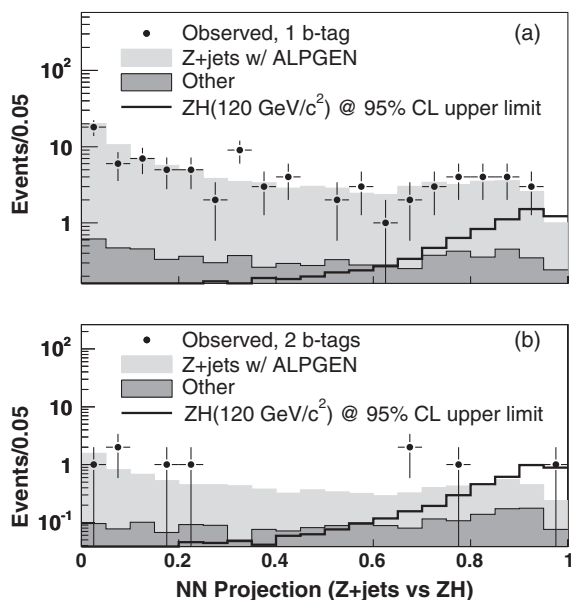 Observed, 1 b-tag
(a)
Z+jets w/ ALPGEN
Other
ZH(120 GeV/c²) @ 95% CL upper limit
Events/0.05
10²
10
1
Observed, 2 b-tags
(b)
Z+jets w/ ALPGEN
Other
ZH(120 GeV/c²) @ 95% CL upper limit
Events/0.05
10²
10
1
10⁻¹
0 0.2 0.4 0.6 0.8 1
NN Projection (Z+jets vs ZH)